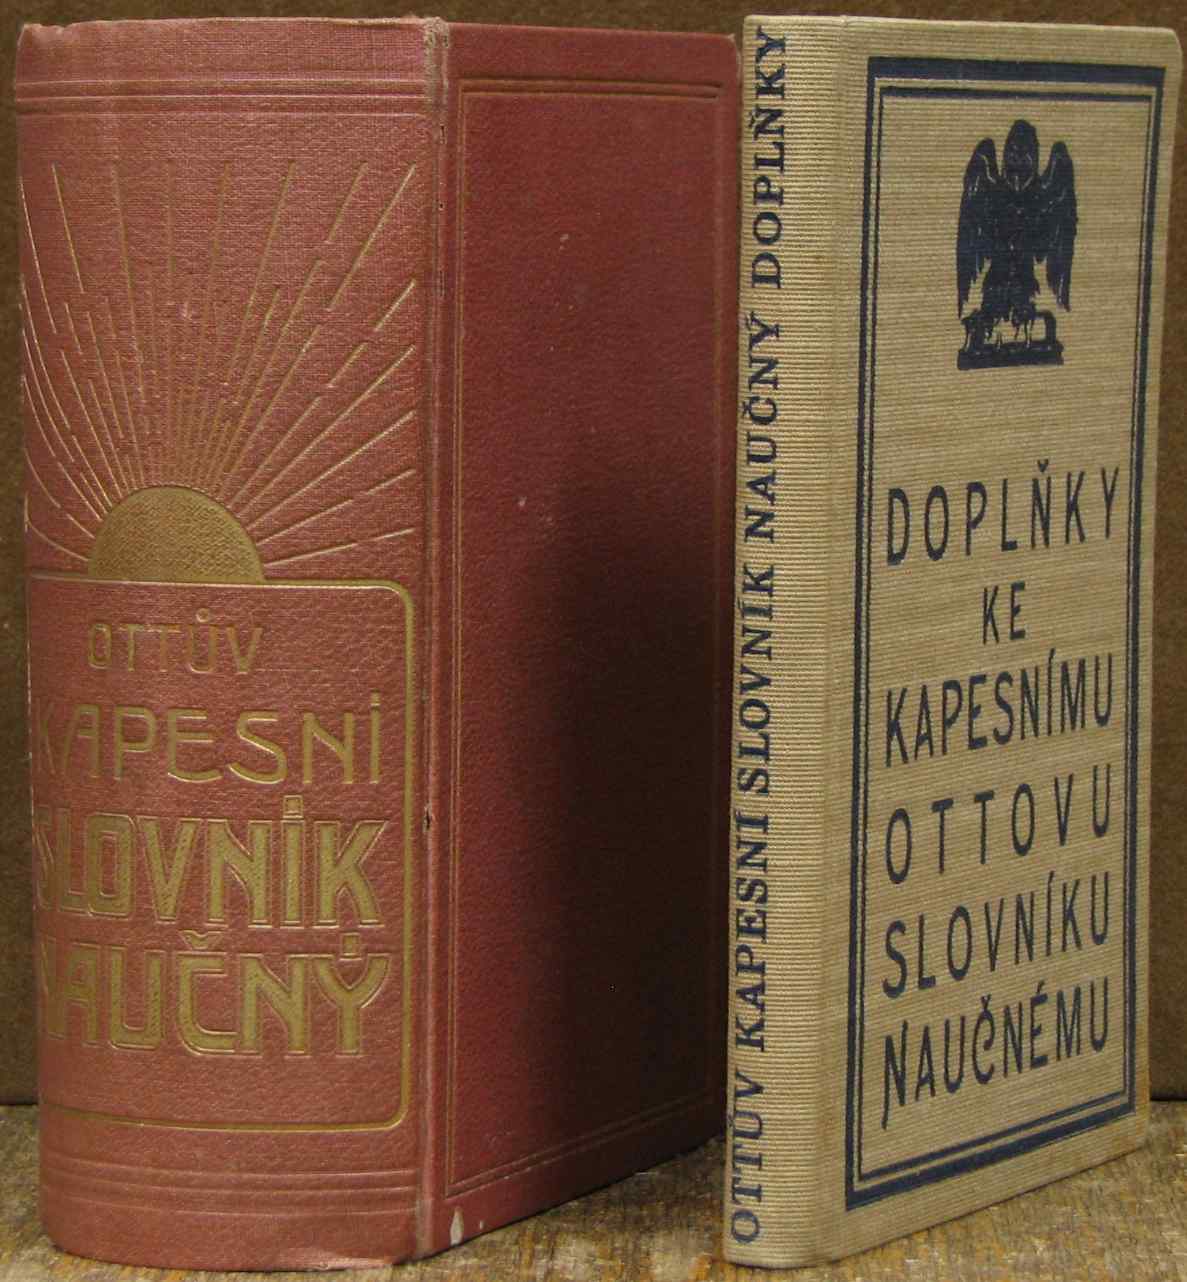 OTTŮV
KAPESNÍ
SLOVNÍK
NAUČNÝ
OTTŮV KAPESNÍ SLOVNÍK NAUČNÝ DOPLŇKY
DOPLŇKY
KE
KAPESNÍMU
OTTOVU
SLOVNÍKU
NAUČNÉMU